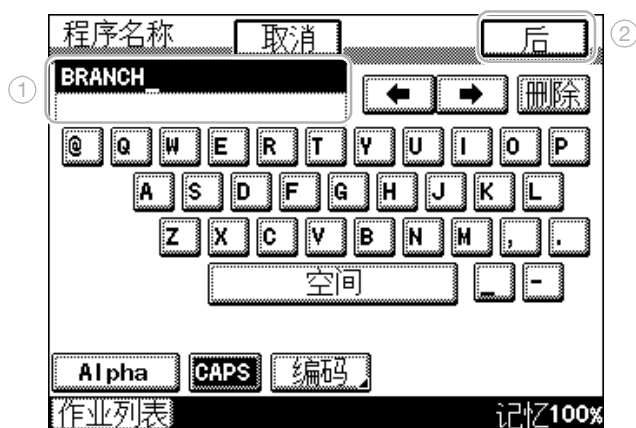 程序名称 取消 后 ②
① BRANCH_
← → 删除
@ Q W E R T Y U I O P
A S D F G H J K L
Z X C V B N M , .
空间 _ -
Alpha CAPS 编码
作业列表 记忆100%